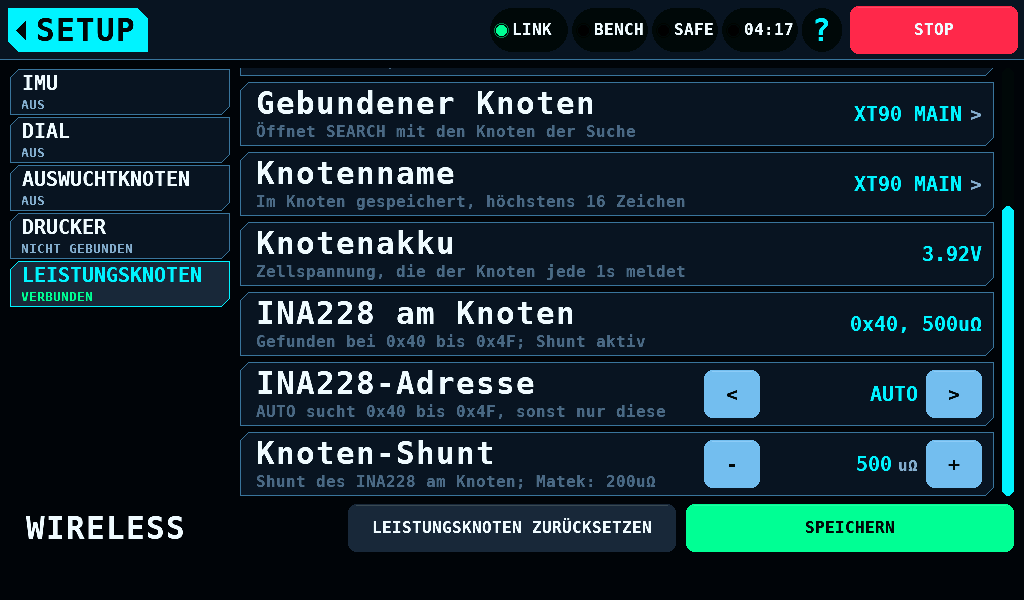 SETUP
LINK
BENCH
SAFE
04:17
?
STOP
IMU
AUS
DIAL
AUS
AUSWUCHTKNOTEN
AUS
DRUCKER
NICHT GEBUNDEN
LEISTUNGSKNOTEN
VERBUNDEN
Gebundener Knoten
Öffnet SEARCH mit den Knoten der Suche
XT90 MAIN >
Knotenname
Im Knoten gespeichert, höchstens 16 Zeichen
XT90 MAIN >
Knotenakku
Zellspannung, die der Knoten jede 1s meldet
3.92V
INA228 am Knoten
Gefunden bei 0x40 bis 0x4F; Shunt aktiv
0x40, 500uΩ
INA228-Adresse
AUTO sucht 0x40 bis 0x4F, sonst nur diese
< AUTO >
Knoten-Shunt
Shunt des INA228 am Knoten; Matek: 200uΩ
- 500 uΩ +
WIRELESS
LEISTUNGSKNOTEN ZURÜCKSETZEN
SPEICHERN